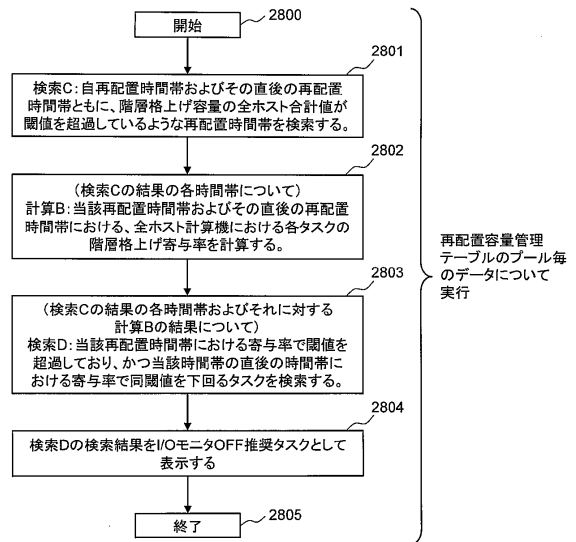 開始
2800
2801
検索C:自再配置時間帯およびその直後の再配置
時間帯ともに、階層格上げ容量の全ホスト合計値が
閾値を超過しているような再配置時間帯を検索する。
2802
(検索Cの結果の各時間帯について)
計算B:当該再配置時間帯およびその直後の再配置
時間帯における、全ホスト計算機における各タスクの
階層格上げ寄与率を計算する。
2803
(検索Cの結果の各時間帯およびそれに対する
計算Bの結果について)
検索D:当該再配置時間帯における寄与率で閾値を
超過しており、かつ当該時間帯の直後の時間帯に
おける寄与率で同閾値を下回るタスクを検索する。
2804
検索Dの検索結果をI/OモニタOFF推奨タスクとして
表示する
終了
2805
再配置容量管理
テーブルのプール毎
のデータについて
実行